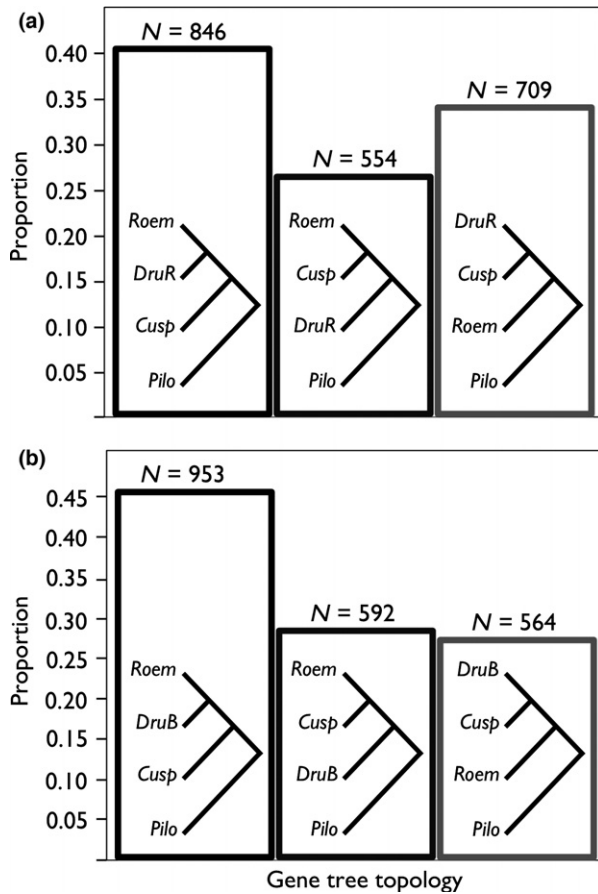 (a)
N = 846
N = 554
N = 709
Proportion
0.40
0.35
0.30
0.25
0.20
0.15
0.10
0.05
Roem
DruR
Cusp
Pilo
Roem
Cusp
DruR
Pilo
DruR
Cusp
Roem
Pilo
(b)
N = 953
N = 592
N = 564
Proportion
0.45
0.40
0.35
0.30
0.25
0.20
0.15
0.10
0.05
Roem
DruB
Cusp
Pilo
Roem
Cusp
DruB
Pilo
DruB
Cusp
Roem
Pilo
Gene tree topology